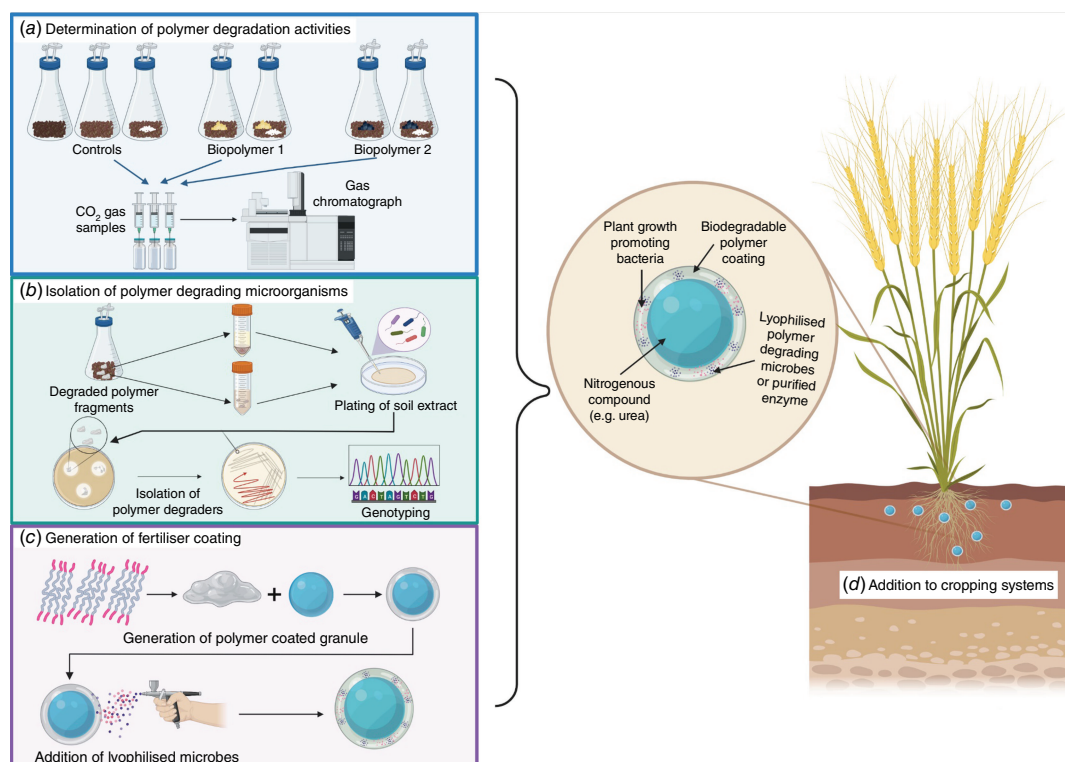 (a) Determination of polymer degradation activities
Controls
Biopolymer 1
Biopolymer 2
CO2 gas
samples
Gas
chromatograph
(b) Isolation of polymer degrading microorganisms
Degraded polymer
fragments
Plating of soil extract
Isolation of
polymer degraders
Genotyping
(c) Generation of fertiliser coating
+
Generation of polymer coated granule
Addition of lyophilised microbes
Plant growth
promoting
bacteria
Biodegradable
polymer
coating
Nitrogenous
compound
(e.g. urea)
Lyophilised
polymer
degrading
microbes
or purified
enzyme
(d) Addition to cropping systems